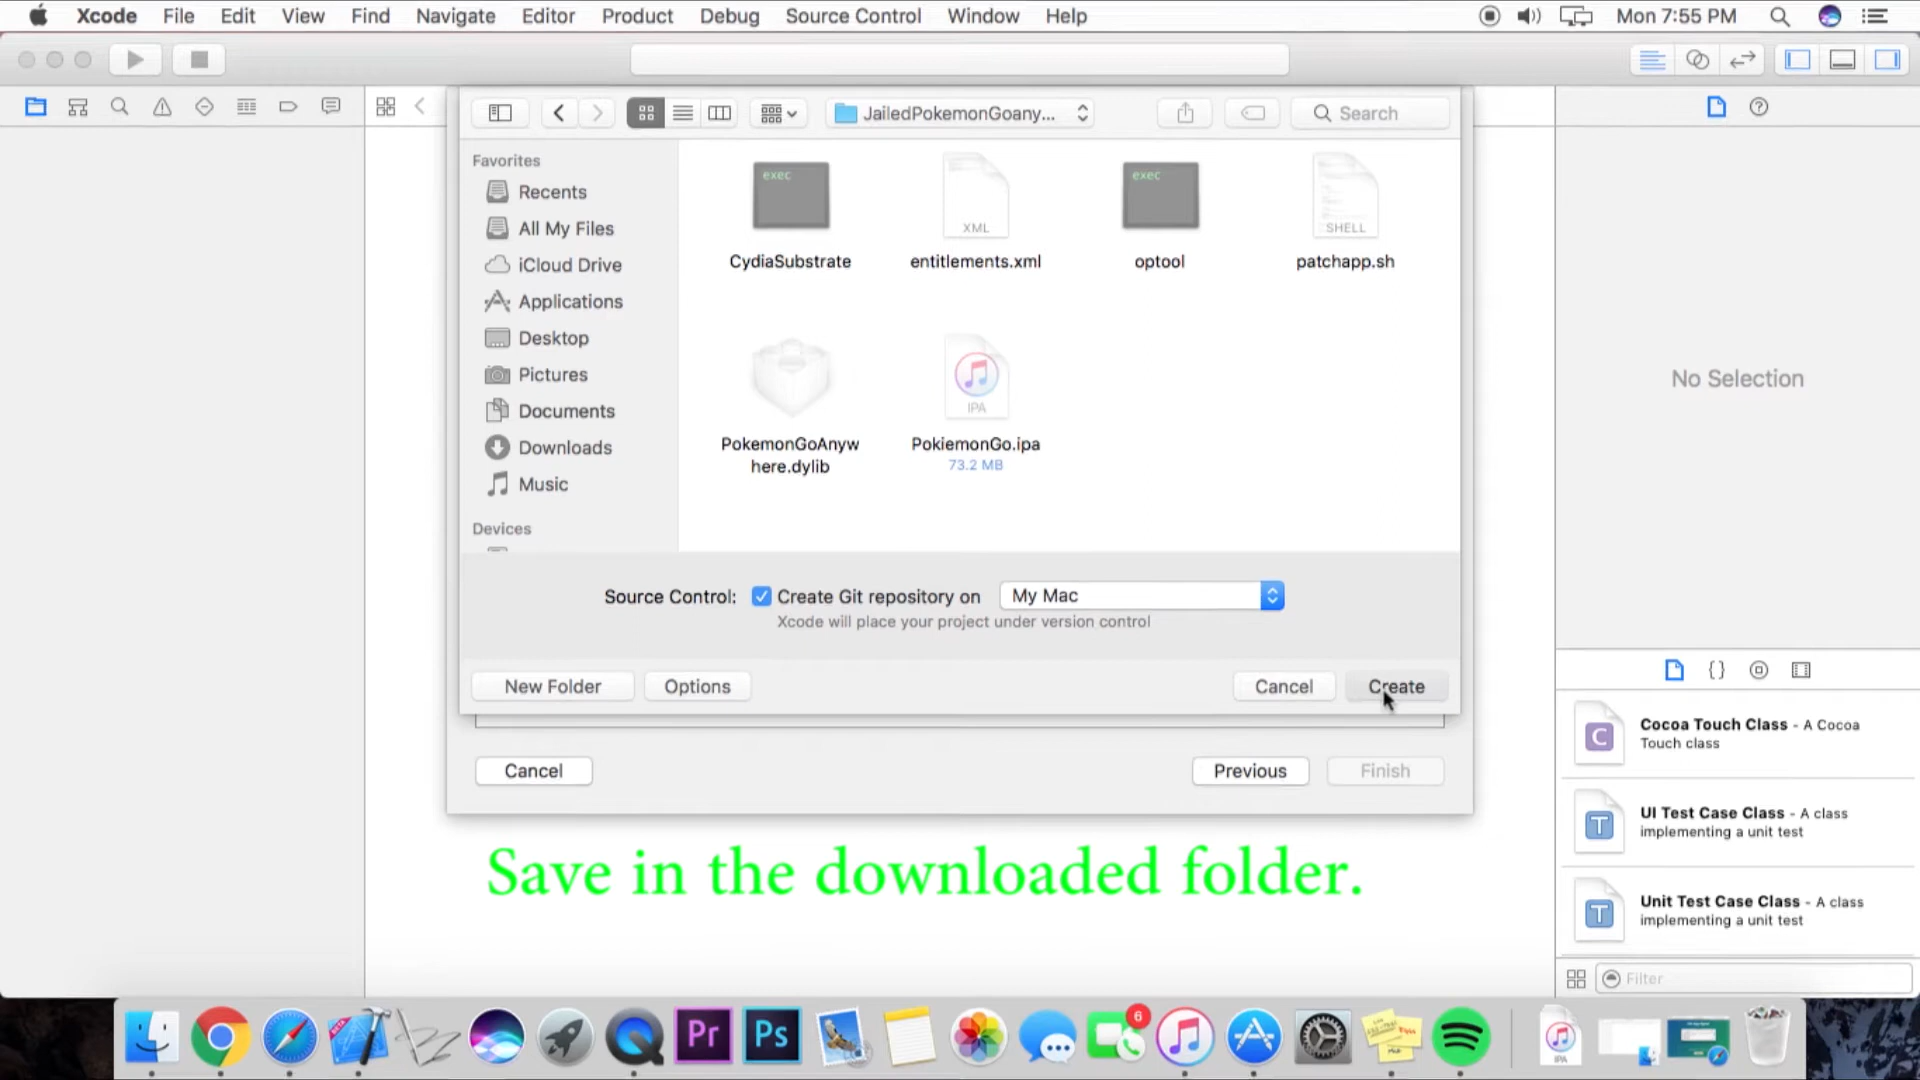 Xcode File Edit View Find Navigate Editor Product Debug Source Control Window Help Mon 7:55 PM
JailedPokemonGoany... Search
Favorites
Recents
All My Files
iCloud Drive
Applications
Desktop
Pictures
Documents
Downloads
Music
Devices
exec
CydiaSubstrate
XML
entitlements.xml
exec
optool
SHELL
patchapp.sh
PokemonGoAnyw
here.dylib
IPA
PokiemonGo.ipa
73.2 MB
Source Control: Create Git repository on My Mac
Xcode will place your project under version control
New Folder Options Cancel Create
Cancel Previous Finish
No Selection
{}
C
Cocoa Touch Class - A Cocoa
Touch class
T
UI Test Case Class - A class
implementing a unit test
T
Unit Test Case Class - A class
implementing a unit test
Filter
Save in the downloaded folder.
BETA
Pr
Ps
6
IPA